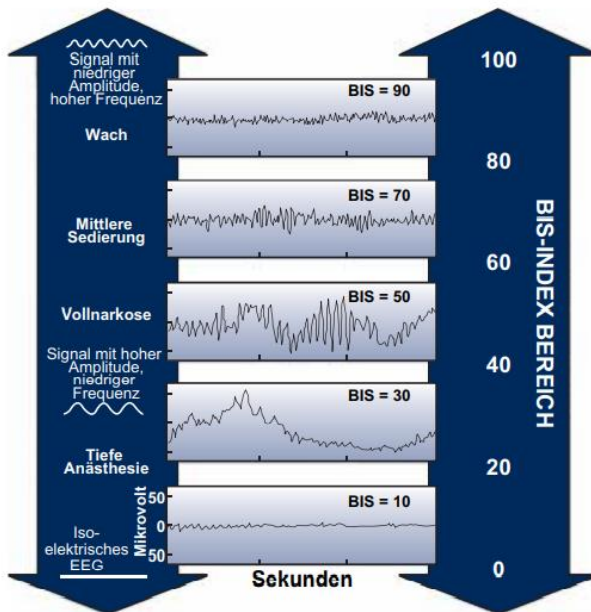 Signal mit
niedriger
Amplitude,
hoher Frequenz
Wach
Mittlere
Sedierung
Vollnarkose
Signal mit hoher
Amplitude,
niedriger
Frequenz
Tiefe
Anästhesie
Iso-
elektrisches
EEG
BIS = 90
BIS = 70
BIS = 50
BIS = 30
BIS = 10
Mikrovolt
50
0
50
Sekunden
100
80
60
40
20
0
BIS-INDEX BEREICH